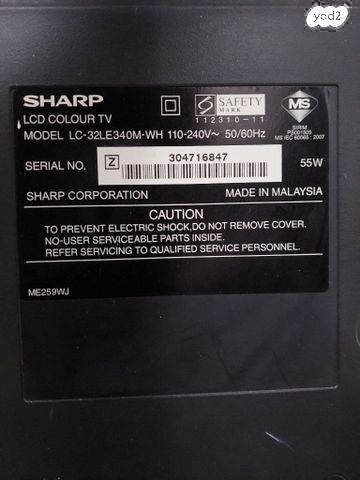 yad2
SHARP
SAFETY
MARK
112310-11
MS
SIRIM
PS001505
MS IEC 60065 : 2007
LCD COLOUR TV
MODEL LC-32LE340M-WH 110-240V~ 50/60Hz
SERIAL NO. Z 304716847 55W
SHARP CORPORATION MADE IN MALAYSIA
CAUTION
TO PREVENT ELECTRIC SHOCK,DO NOT REMOVE COVER.
NO-USER SERVICEABLE PARTS INSIDE.
REFER SERVICING TO QUALIFIED SERVICE PERSONNEL.
ME259WJ